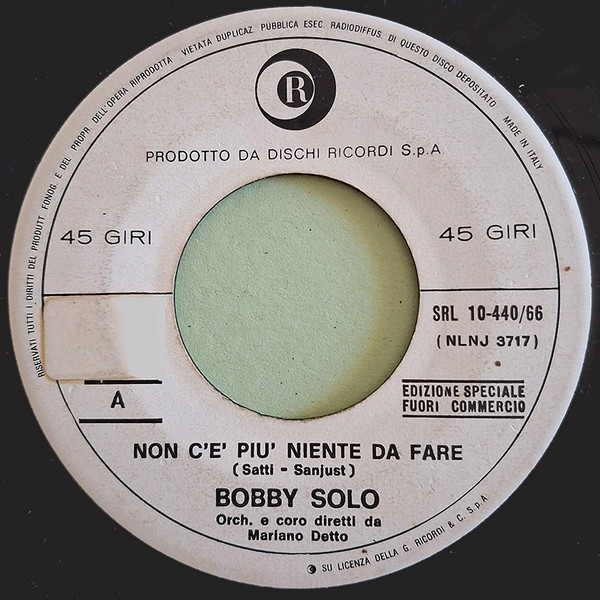 RISERVATI TUTTI I DIRITTI DEL PRODUTT. FONOG. E DEL PROPR. DELL'OPERA RIPRODOTTA VIETATA DUPLICAZ. PUBBLICA ESEC. RADIODIFFUS. DI QUESTO DISCO DEPOSITATO MADE IN ITALY
R
PRODOTTO DA DISCHI RICORDI S.p.A
45 GIRI
45 GIRI
SRL 10-440/66
(NLNJ 3717)
A
EDIZIONE SPECIALE
FUORI COMMERCIO
NON C'E' PIU' NIENTE DA FARE
(Satti - Sanjust)
BOBBY SOLO
Orch. e coro diretti da
Mariano Detto
SU LICENZA DELLA G. RICORDI & C. S.p.A